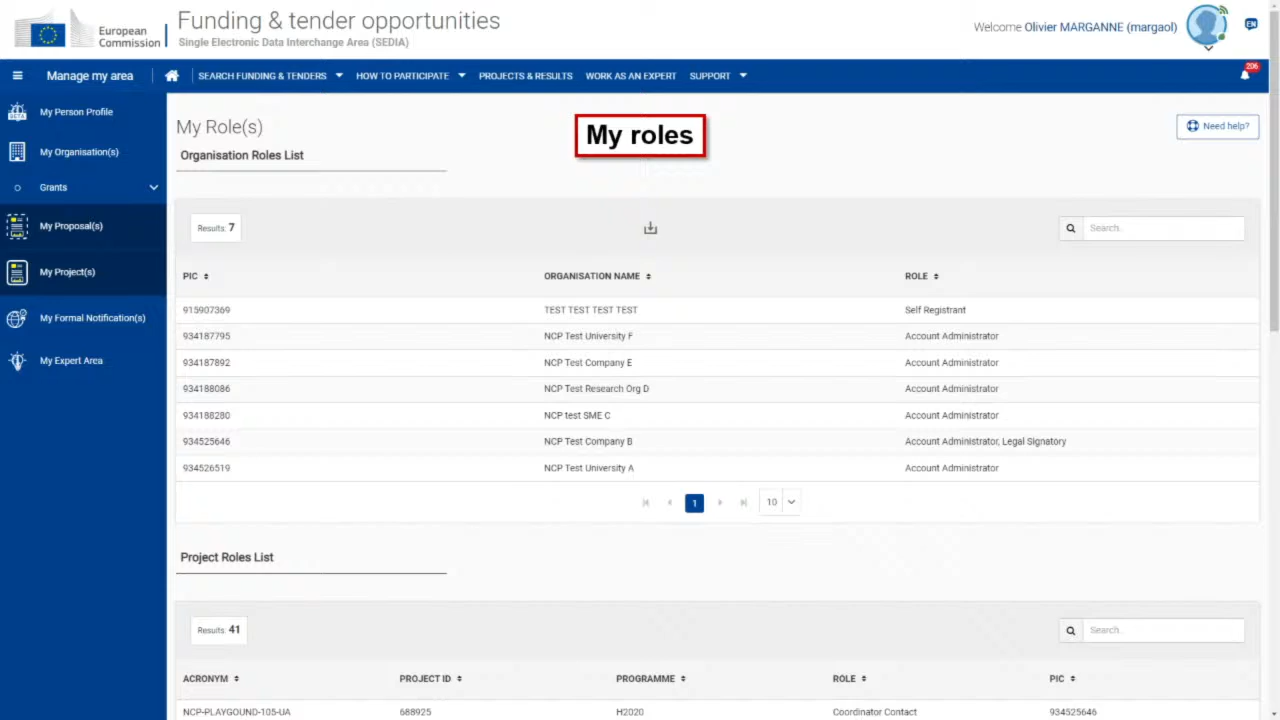 European
Commission
Funding & tender opportunities
Single Electronic Data Interchange Area (SEDIA)
Welcome Olivier MARGANNE (margaol)
EN
Manage my area
SEARCH FUNDING & TENDERS
HOW TO PARTICIPATE
PROJECTS & RESULTS
WORK AS AN EXPERT
SUPPORT
206
My Person Profile
My Organisation(s)
Grants
My Proposal(s)
My Project(s)
My Formal Notification(s)
My Expert Area
My Role(s)
My roles
Need help?
Organisation Roles List
Results: 7
Search..
PIC ORGANISATION NAME ROLE
915907369 TEST TEST TEST TEST Self Registrant
934187795 NCP Test University F Account Administrator
934187892 NCP Test Company E Account Administrator
934188086 NCP Test Research Org D Account Administrator
934188280 NCP test SME C Account Administrator
934525646 NCP Test Company B Account Administrator, Legal Signatory
934526519 NCP Test University A Account Administrator
1
10
Project Roles List
Results: 41
Search..
ACRONYM PROJECT ID PROGRAMME ROLE PIC
NCP-PLAYGOUND-105-UA 688925 H2020 Coordinator Contact 934525646